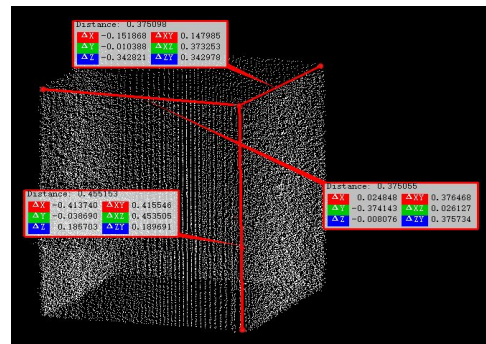 Distance: 0.375098
ΔX -0.151868 ΔXY 0.147985
ΔY -0.010388 ΔXZ 0.373253
ΔZ -0.342821 ΔZY 0.342978
Distance: 0.455153
ΔX -0.413740 ΔXY 0.415546
ΔY -0.038690 ΔXZ 0.453505
ΔZ 0.185703 ΔZY 0.189691
Distance: 0.375055
ΔX 0.024848 ΔXY 0.376468
ΔY -0.374143 ΔXZ 0.026127
ΔZ -0.008076 ΔZY 0.375734